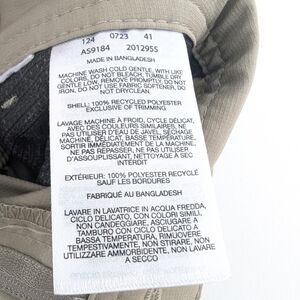 124 0723 41
AS9184 2012955
MADE IN BANGLADESH
MACHINE WASH COLD GENTLE, WITH LIKE
COLORS, DO NOT BLEACH, TUMBLE DRY
GENTLE LOW, REMOVE PROMPTLY, DO NOT
IRON, DO NOT USE FABRIC SOFTENER, DO
NOT DRYCLEAN.
SHELL: 100% RECYCLED POLYESTER
EXCLUSIVE OF TRIMMING
LAVAGE MACHINE À FROID, CYCLE DÉLICAT,
AVEC DES COULEURS SIMILAIRES, NE
PAS UTILISER D'EAU DE JAVEL, SÉCHAGE
MACHINE, DÉLICAT, BASSE TEMPÉRATURE,
SORTIR IMMÉDIATEMENT DE LA MACHINE,
NE PAS REPASSER, NE PAS UTILISER
D'ASSOUPLISSANT, NETTOYAGE À SEC
INTERDIT
EXTÉRIEUR: 100% POLYESTER RECYCLÉ
SAUF LES BORDURES
FABRIQUÉ AU BANGLADESH
LAVARE IN LAVATRICE IN ACQUA FREDDA,
CICLO DELICATO, CON COLORI SIMILI,
NON CANDEGGIARE, ASCIUGARE A
TAMBURO CON CICLO DELICATO A
BASSA TEMPERATURA, RIMUOVERE
TEMPESTIVAMENTE, NON STIRARE, NON
UTILIZZARE AMMORBIDENTE, NON LAVARE
A SECCO